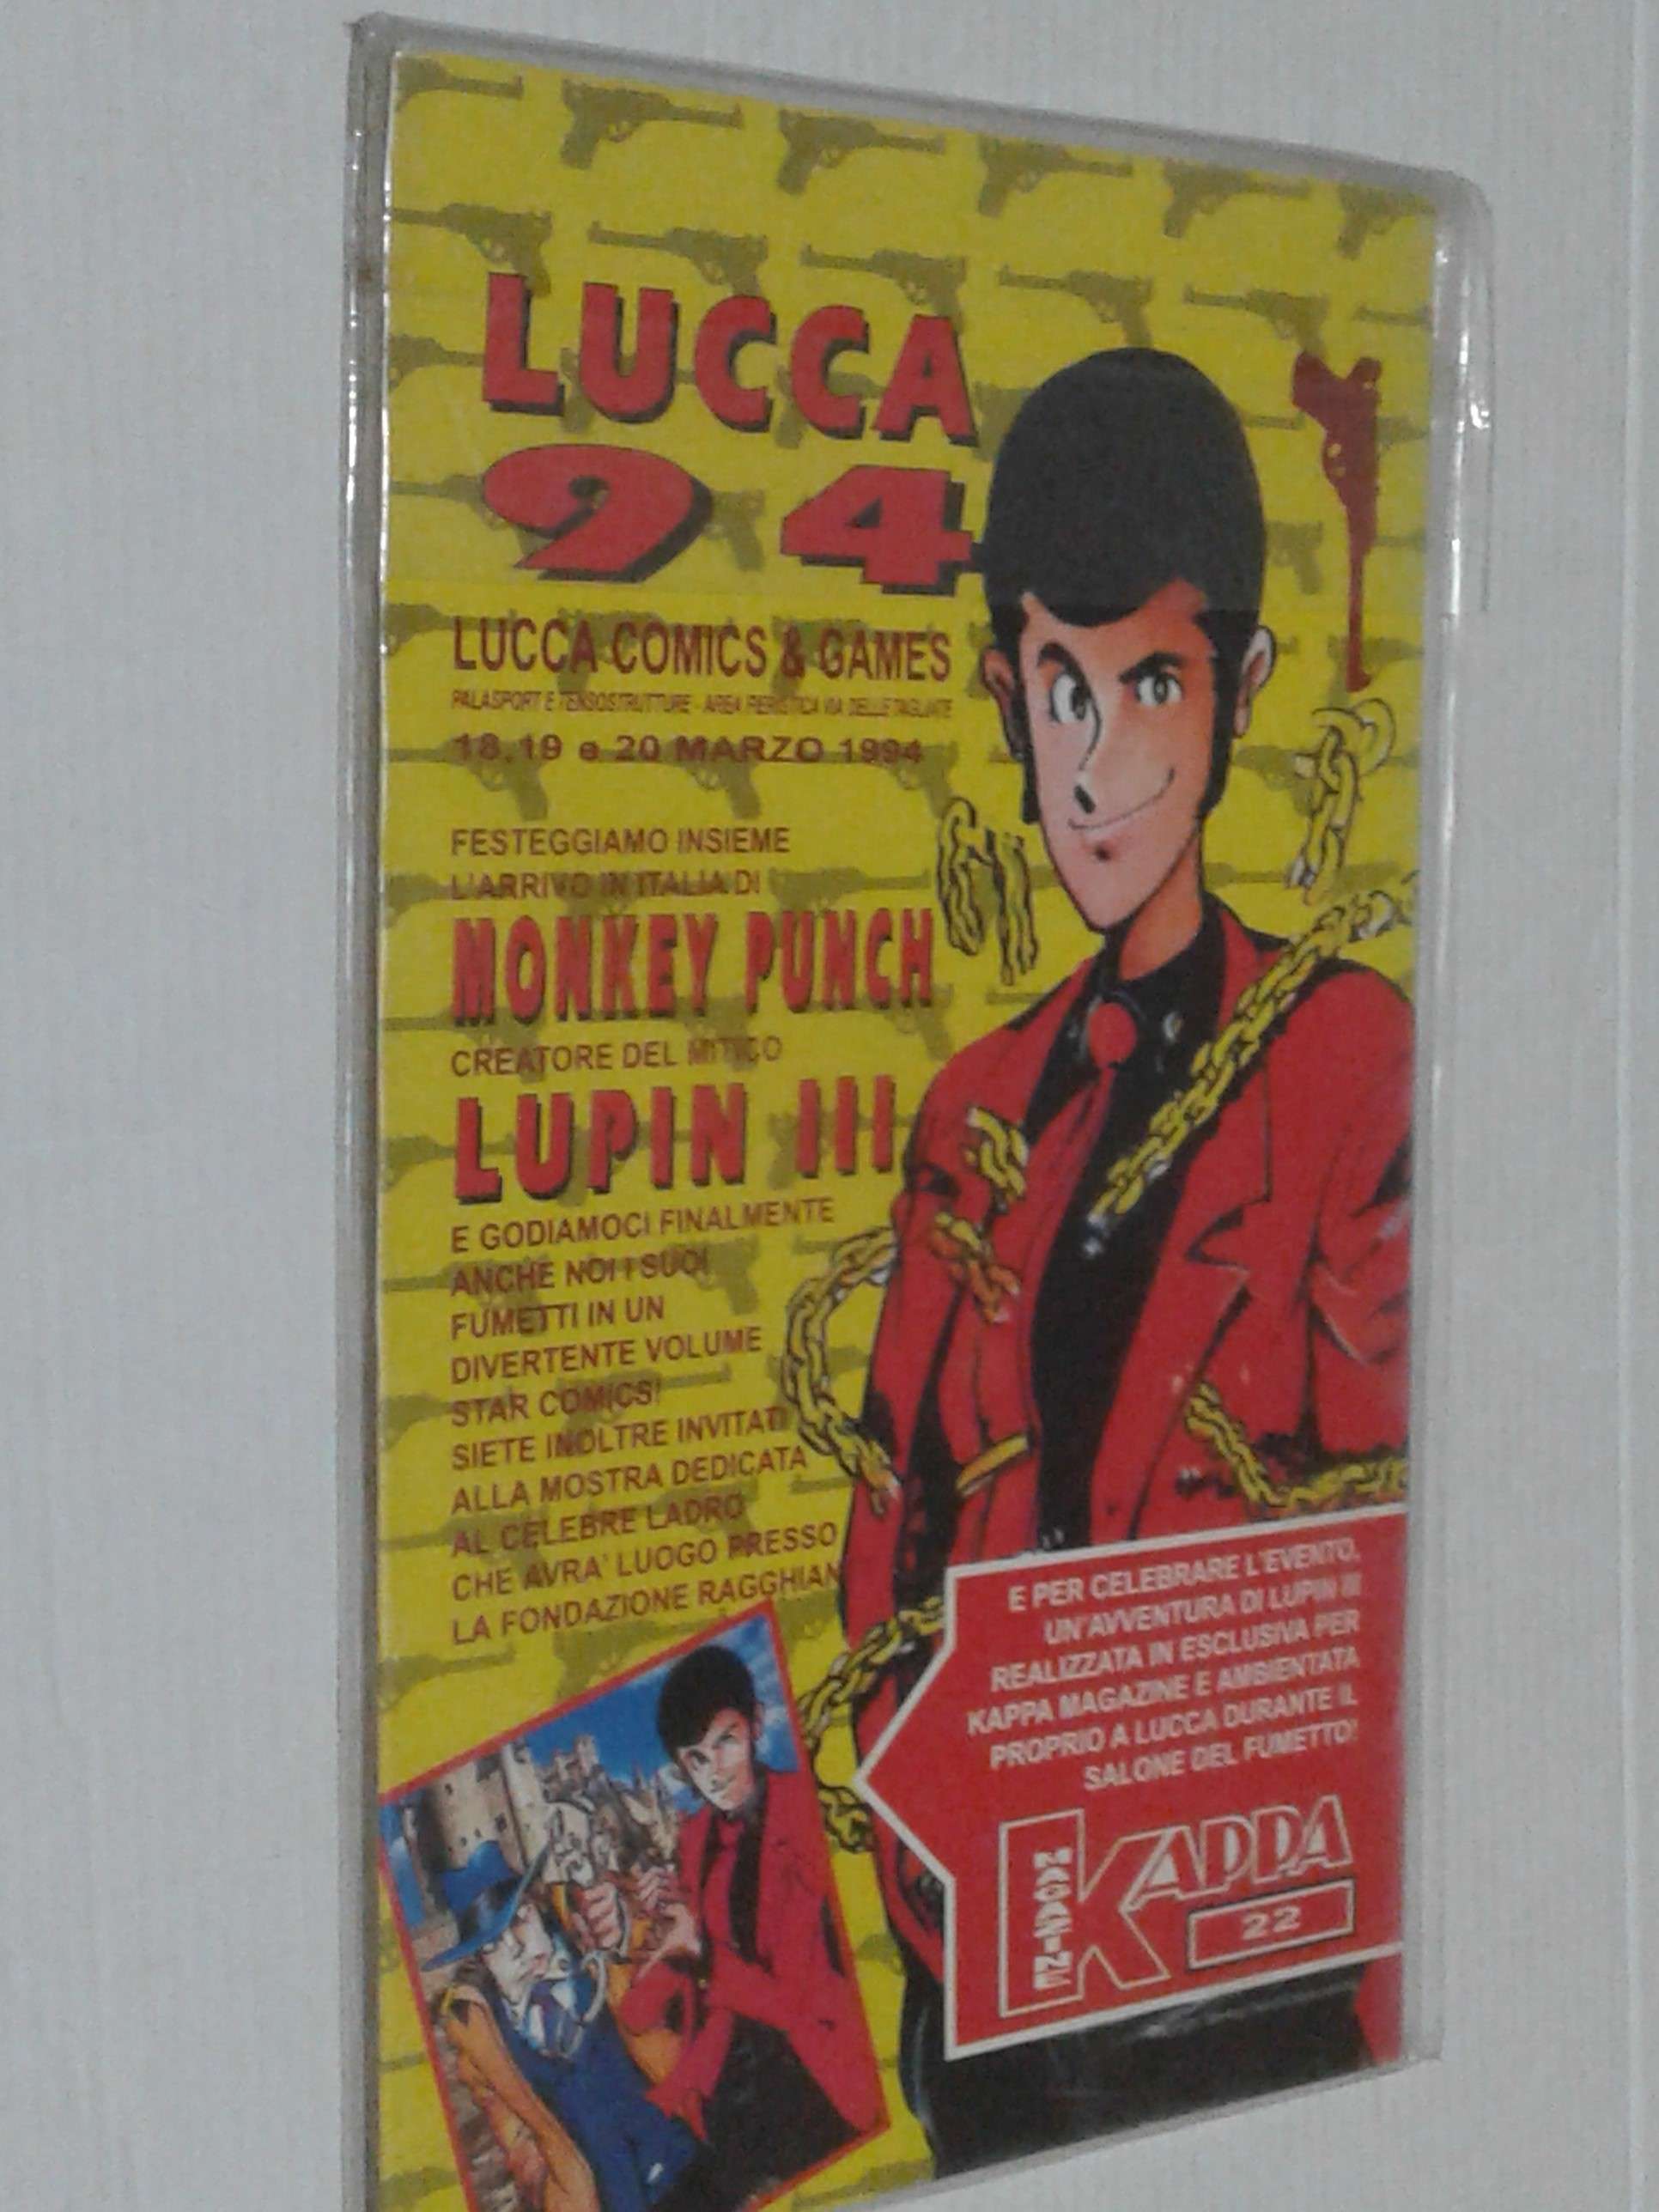 LUCCA
94
LUCCA COMICS & GAMES
PALASPORT E TENSOSTRUTTURE - AREA FIERISTICA VIA DELLE TAGLIATE
18, 19 e 20 MARZO 1994
FESTEGGIAMO INSIEME
L'ARRIVO IN ITALIA DI
MONKEY PUNCH
CREATORE DEL MITICO
LUPIN III
E GODIAMOCI FINALMENTE
ANCHE NOI I SUOI
FUMETTI IN UN
DIVERTENTE VOLUME
STAR COMICS!
SIETE INOLTRE INVITATI
ALLA MOSTRA DEDICATA
AL CELEBRE LADRO
CHE AVRA' LUOGO PRESSO
LA FONDAZIONE RAGGHIAN
E PER CELEBRARE L'EVENTO,
UN'AVVENTURA DI LUPIN III
REALIZZATA IN ESCLUSIVA PER
KAPPA MAGAZINE E AMBIENTATA
PROPRIO A LUCCA DURANTE IL
SALONE DEL FUMETTO!
KAPPA
MAGAZINE
22